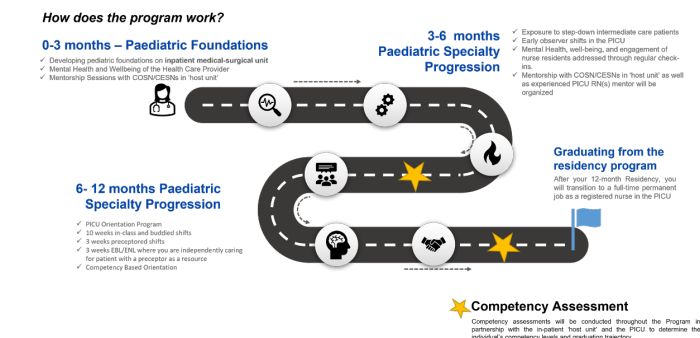 How does the program work?
0-3 months – Paediatric Foundations
✓ Developing pediatric foundations on inpatient medical-surgical unit
✓ Mental Health and Wellbeing of the Health Care Provider
✓ Mentorship Sessions with COSN/CESNs in 'host unit'
3-6 months
Paediatric Specialty
Progression
✓ Exposure to step-down intermediate care patients
✓ Early observer shifts in the PICU
✓ Mental Health, well-being, and engagement of
nurse residents addressed through regular check-
ins.
✓ Mentorship with COSN/CESNs in 'host unit' as well
as experienced PICU RN(s) mentor will be
organized
6- 12 months Paediatric
Specialty Progression
✓ PICU Orientation Program
✓ 10 weeks in-class and buddied shifts
✓ 3 weeks preceptored shifts
✓ 3 weeks EBL/ENL where you are independently caring
for patient with a preceptor as a resource
✓ Competency Based Orientation
Graduating from the
residency program
After your 12-month Residency, you
will transition to a full-time permanent
job as a registered nurse in the PICU
Competency Assessment
Competency assessments will be conducted throughout the Program in
partnership with the in-patient 'host unit' and the PICU to determine the
individual's competency levels and graduation trajectory